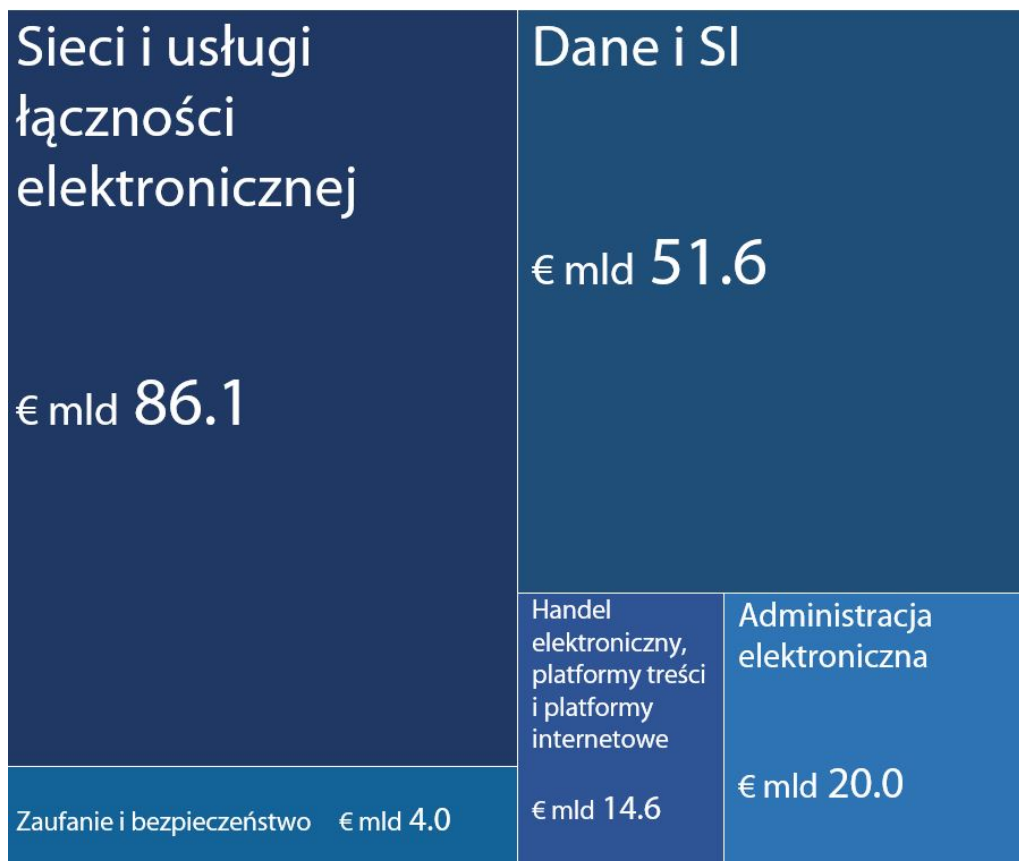 Sieci i usługi
łączności
elektronicznej
€ mld 86.1
Zaufanie i bezpieczeństwo € mld 4.0
Dane i SI
€ mld 51.6
Handel
elektroniczny,
platformy treści
i platformy
internetowe
€ mld 14.6
Administracja
elektroniczna
€ mld 20.0